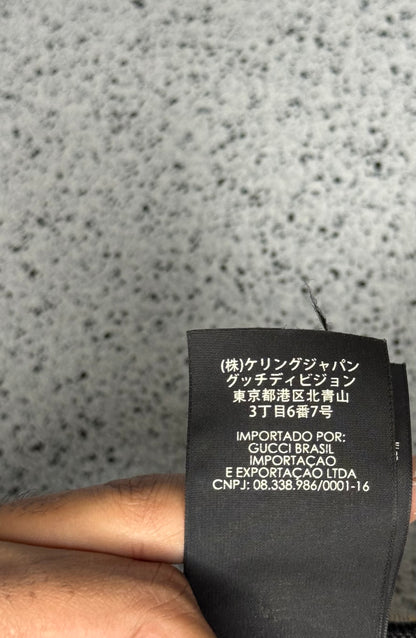 (株)ケリングジャパン
グッチディビジョン
東京都港区北青山
3丁目6番7号
IMPORTADO POR:
GUCCI BRASIL
IMPORTAÇAO
E EXPORTAÇAO LTDA
CNPJ: 08.338.986/0001-16